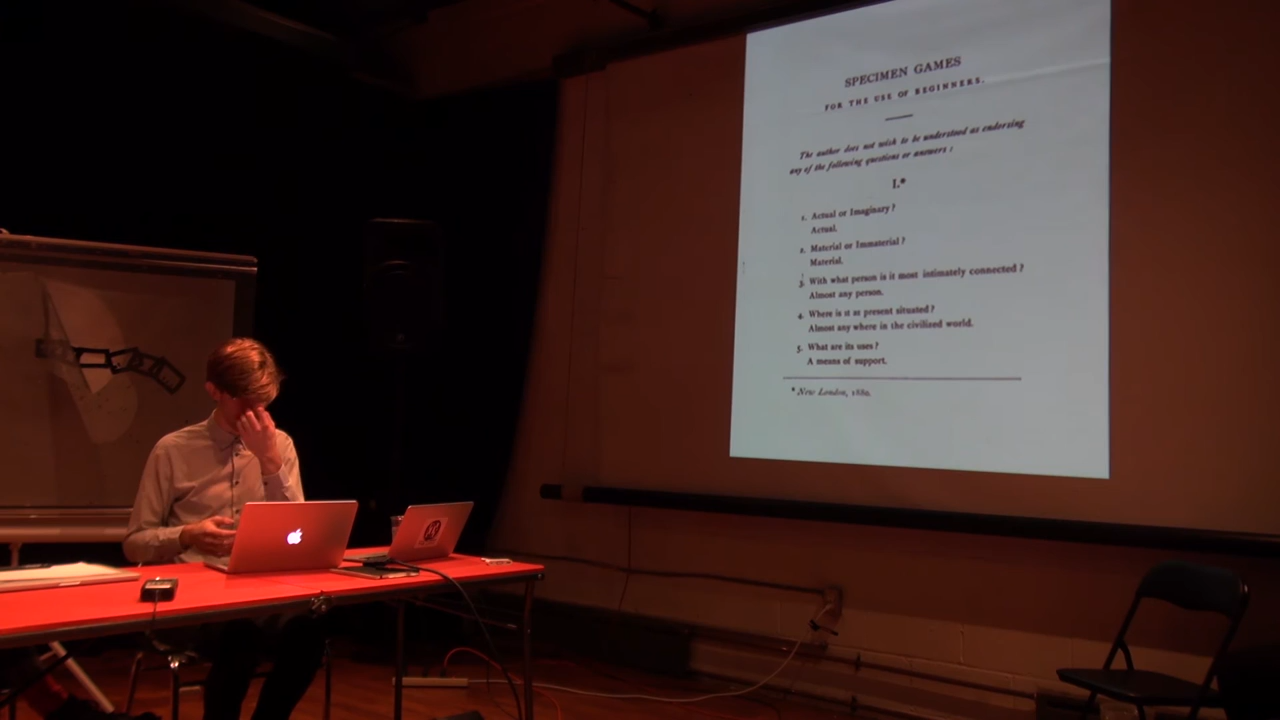 SPECIMEN GAMES
FOR THE USE OF BEGINNERS.
The author does not wish to be understood as endorsing
any of the following questions or answers :
I.*
1. Actual or Imaginary ?
Actual.
2. Material or Immaterial ?
Material.
3. With what person is it most intimately connected ?
Almost any person.
4. Where is it at present situated ?
Almost any where in the civilized world.
5. What are its uses ?
A means of support.
* New London, 1880.